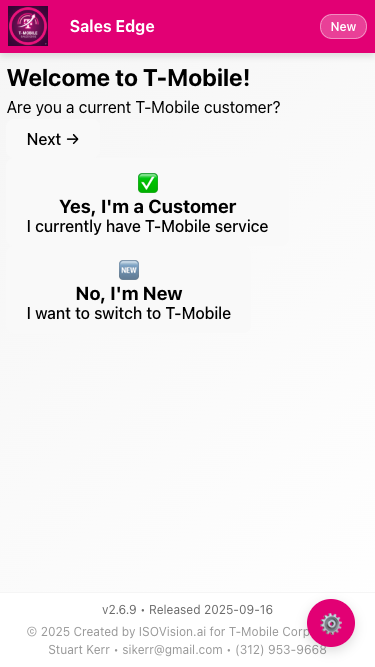 T-MOBILE
Sales Edge
New
Welcome to T-Mobile!
Are you a current T-Mobile customer?
Next →
Yes, I'm a Customer
I currently have T-Mobile service
NEW
No, I'm New
I want to switch to T-Mobile
v2.6.9 • Released 2025-09-16
© 2025 Created by ISOVision.ai for T-Mobile
Stuart Kerr • sikerr@gmail.com • (312) 953-9668